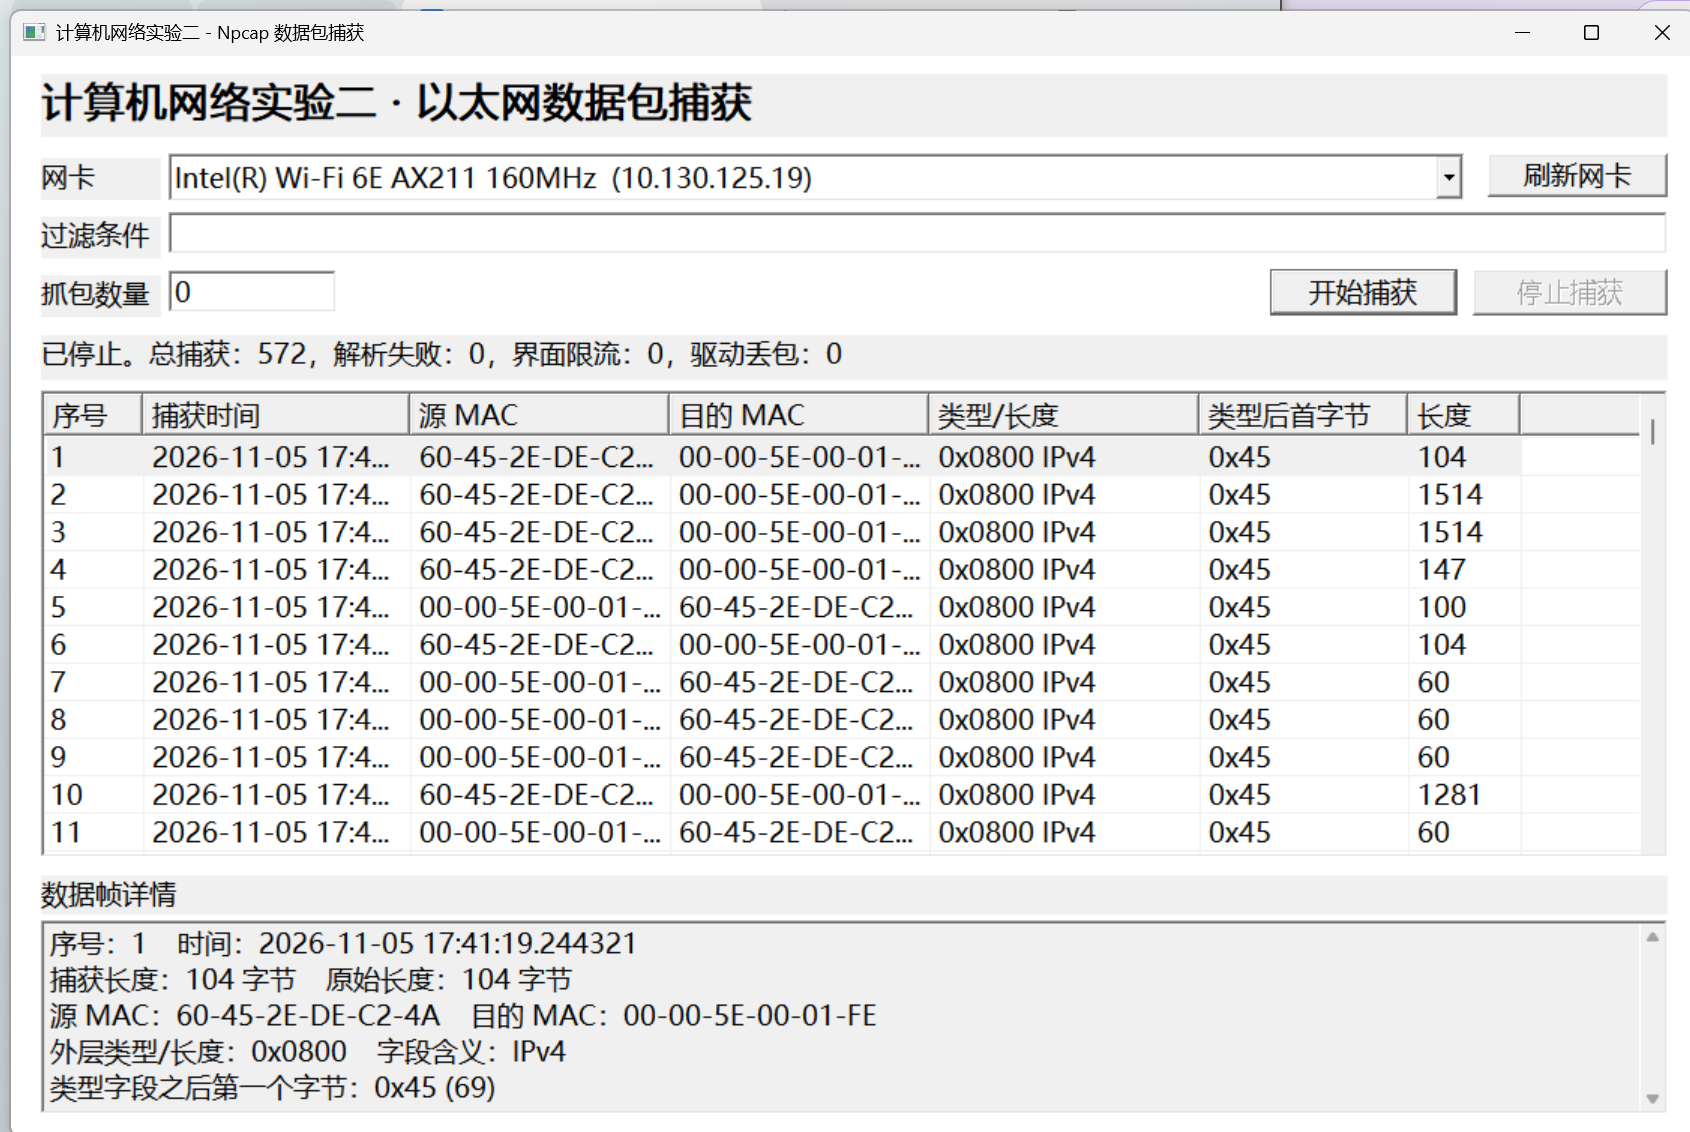 计算机网络实验二 - Npcap 数据包捕获
计算机网络实验二 · 以太网数据包捕获
网卡 Intel(R) Wi-Fi 6E AX211 160MHz (10.130.125.19) 刷新网卡
过滤条件
抓包数量 0 开始捕获 停止捕获
已停止。总捕获：572，解析失败：0，界面限流：0，驱动丢包：0
序号 捕获时间 源 MAC 目的 MAC 类型/长度 类型后首字节 长度
1 2026-11-05 17:4... 60-45-2E-DE-C2... 00-00-5E-00-01-... 0x0800 IPv4 0x45 104
2 2026-11-05 17:4... 60-45-2E-DE-C2... 00-00-5E-00-01-... 0x0800 IPv4 0x45 1514
3 2026-11-05 17:4... 60-45-2E-DE-C2... 00-00-5E-00-01-... 0x0800 IPv4 0x45 1514
4 2026-11-05 17:4... 60-45-2E-DE-C2... 00-00-5E-00-01-... 0x0800 IPv4 0x45 147
5 2026-11-05 17:4... 00-00-5E-00-01-... 60-45-2E-DE-C2... 0x0800 IPv4 0x45 100
6 2026-11-05 17:4... 60-45-2E-DE-C2... 00-00-5E-00-01-... 0x0800 IPv4 0x45 104
7 2026-11-05 17:4... 00-00-5E-00-01-... 60-45-2E-DE-C2... 0x0800 IPv4 0x45 60
8 2026-11-05 17:4... 00-00-5E-00-01-... 60-45-2E-DE-C2... 0x0800 IPv4 0x45 60
9 2026-11-05 17:4... 00-00-5E-00-01-... 60-45-2E-DE-C2... 0x0800 IPv4 0x45 60
10 2026-11-05 17:4... 60-45-2E-DE-C2... 00-00-5E-00-01-... 0x0800 IPv4 0x45 1281
11 2026-11-05 17:4... 00-00-5E-00-01-... 60-45-2E-DE-C2... 0x0800 IPv4 0x45 60
数据帧详情
序号：1 时间：2026-11-05 17:41:19.244321
捕获长度：104 字节 原始长度：104 字节
源 MAC：60-45-2E-DE-C2-4A 目的 MAC：00-00-5E-00-01-FE
外层类型/长度：0x0800 字段含义：IPv4
类型字段之后第一个字节：0x45 (69)